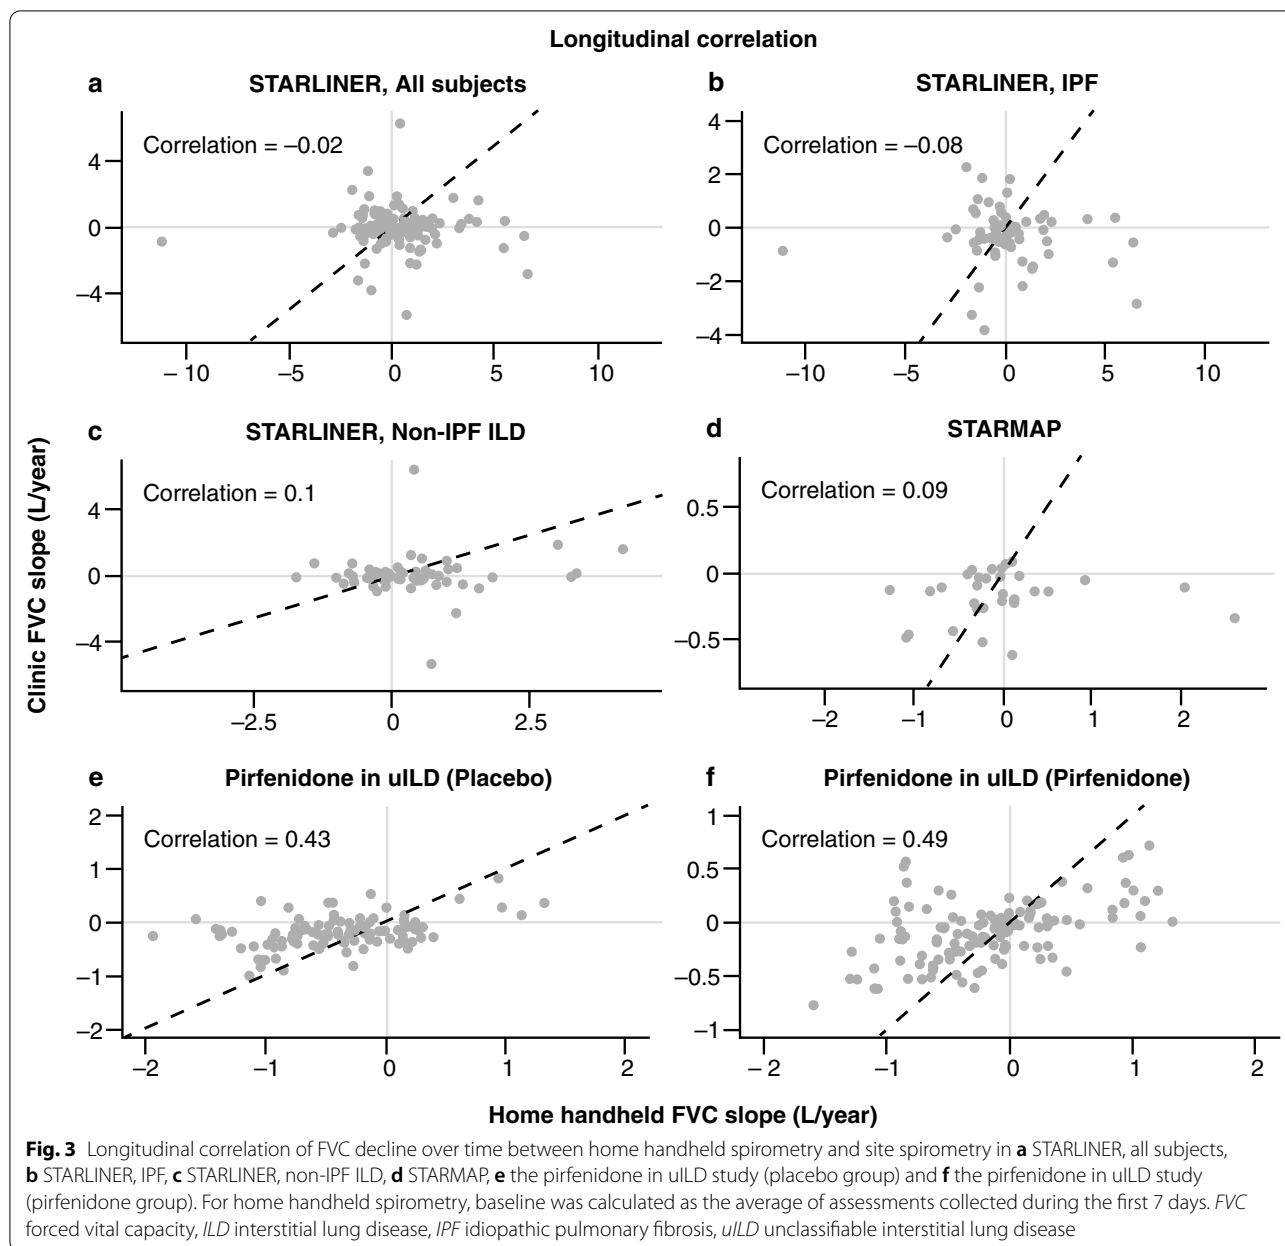 Longitudinal correlation
a STARLINER, All subjects
Correlation = –0.02
4
0
–4
– 10 –5 0 5 10
b STARLINER, IPF
Correlation = –0.08
4
2
0
–2
–4
–10 –5 0 5 10
c STARLINER, Non-IPF ILD
Correlation = 0.1
4
0
–4
–2.5 0 2.5
d STARMAP
Correlation = 0.09
0.5
0
–0.5
–2 –1 0 1 2
e Pirfenidone in uILD (Placebo)
Correlation = 0.43
2
1
0
–1
–2
–2 –1 0 1 2
f Pirfenidone in uILD (Pirfenidone)
Correlation = 0.49
1
0.5
0
–0.5
–1
– 2 –1 0 1 2
Clinic FVC slope (L/year)
Home handheld FVC slope (L/year)
Fig. 3 Longitudinal correlation of FVC decline over time between home handheld spirometry and site spirometry in a STARLINER, all subjects,
b STARLINER, IPF, c STARLINER, non-IPF ILD, d STARMAP, e the pirfenidone in uILD study (placebo group) and f the pirfenidone in uILD study
(pirfenidone group). For home handheld spirometry, baseline was calculated as the average of assessments collected during the first 7 days. FVC
forced vital capacity, ILD interstitial lung disease, IPF idiopathic pulmonary fibrosis, uILD unclassifiable interstitial lung disease